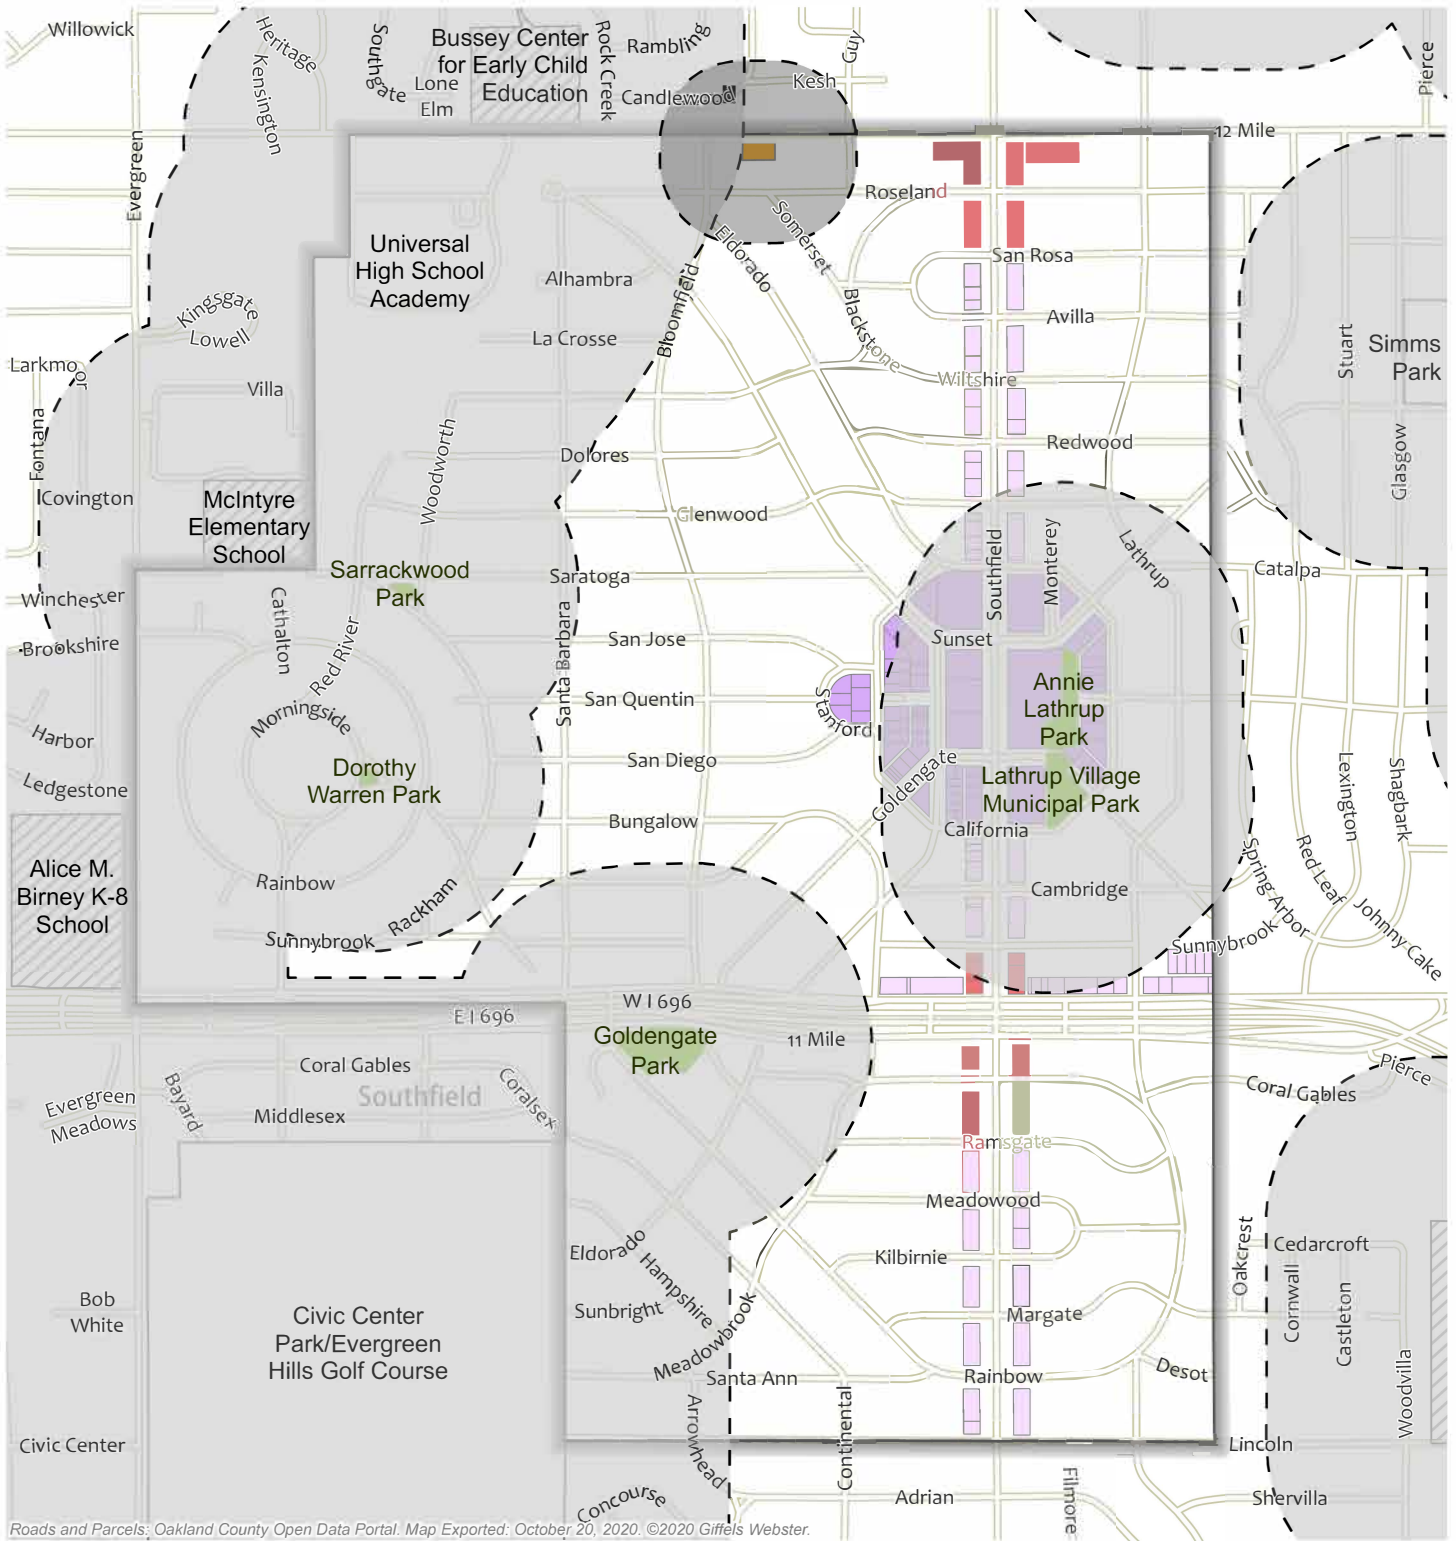 Willowick
Heritage
Kensington
Southgate
Lone
Elm
Bussey Center
for Early Child
Education
Rock Creek
Rambling
Candlewood
Guy
Kesh
Pierce
12 Mile
Evergreen
Roseland
Universal
High School
Academy
Somerset
Eldorado
San Rosa
Alhambra
Bloomfield
Blackstone
Avilla
Kingsgate
Lowell
La Crosse
Stuart
Simms
Park
Larkmoor
Villa
Wiltshire
Fontana
Woodworth
Dolores
Redwood
Glasgow
Covington
McIntyre
Elementary
School
Glenwood
Southfield
Monterey
Lathrup
Sarrackwood
Park
Saratoga
Catalpa
Winchester
Cathalton
Brookshire
Red River
Santa Barbara
San Jose
Sunset
Morningside
San Quentin
Stanford
Annie
Lathrup
Park
Harbor
Ledgestone
Dorothy
Warren Park
San Diego
Goldengate
Lathrup Village
Municipal Park
Lexington
Shagbark
Bungalow
California
Alice M.
Birney K-8
School
Rainbow
Rackham
Cambridge
Spring Arbor
Red Leaf
Johnny Cake
Sunnybrook
Sunnybrook
W I 696
E I 696
Goldengate
Park
11 Mile
Coral Gables
Bayard
Southfield
Coralsex
Evergreen
Meadows
Middlesex
Coral Gables
Pierce
Ramsgate
Meadowood
Eldorado
Hampshire
Kilbirnie
Oakcrest
Cedarcroft
Cornwall
Castleton
Bob
White
Civic Center
Park/Evergreen
Hills Golf Course
Sunbright
Meadowbrook
Margate
Santa Ann
Rainbow
Desot
Woodvilla
Arrowhead
Continental
Civic Center
Lincoln
Concourse
Adrian
Filmore
Shervilla
Roads and Parcels: Oakland County Open Data Portal. Map Exported: October 20, 2020. ©2020 Giffels Webster.